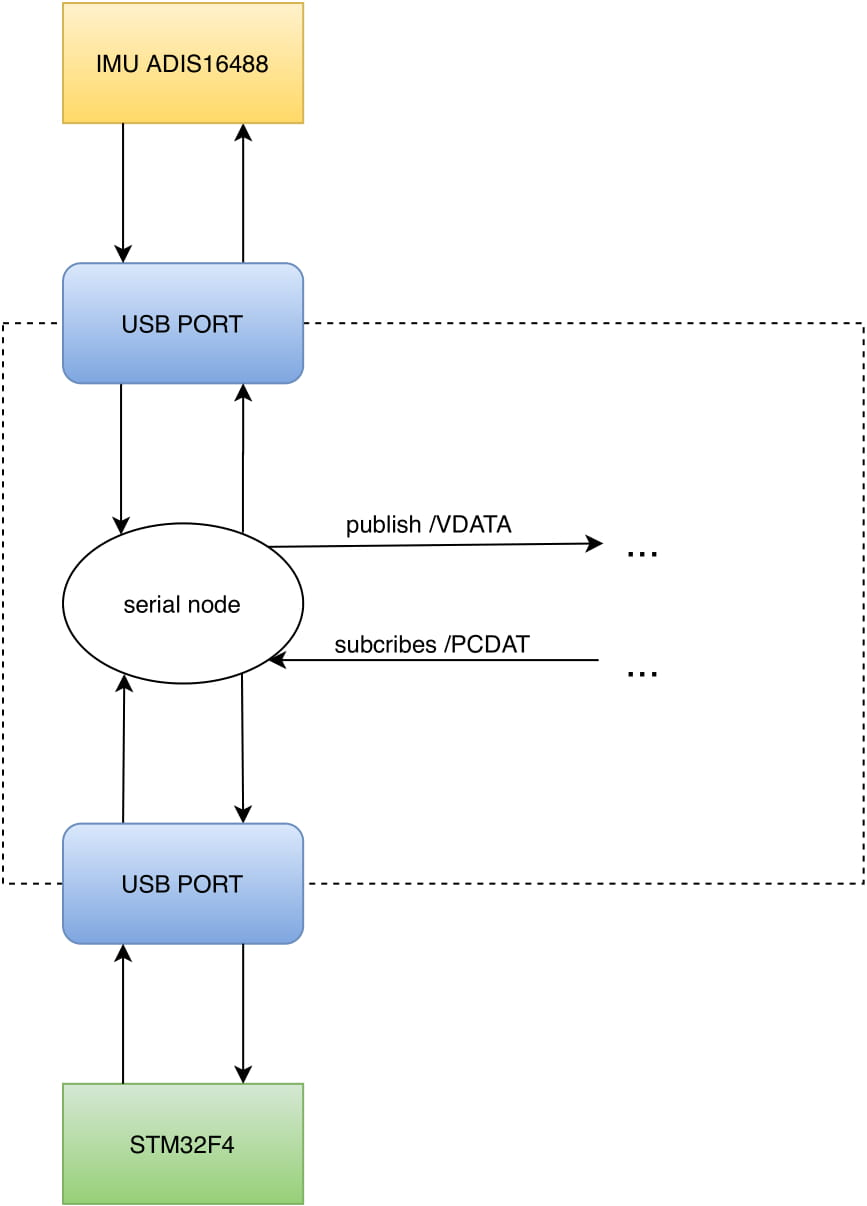 IMU ADIS16488
USB PORT
publish /VDATA
...
serial node
subcribes /PCDAT
...
USB PORT
STM32F4